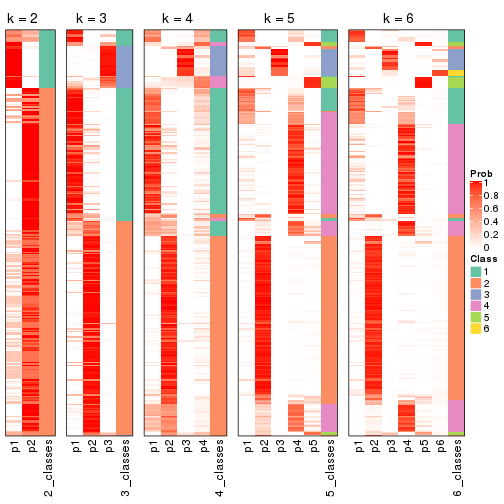 k = 2
k = 3
k = 4
k = 5
k = 6
Prob
1
0.8
0.6
0.4
0.2
0
Class
1
2
3
4
5
6
p1
p2
2_classes
p1
p2
p3
3_classes
p1
p2
p3
p4
4_classes
p1
p2
p3
p4
p5
5_classes
p1
p2
p3
p4
p5
p6
6_classes